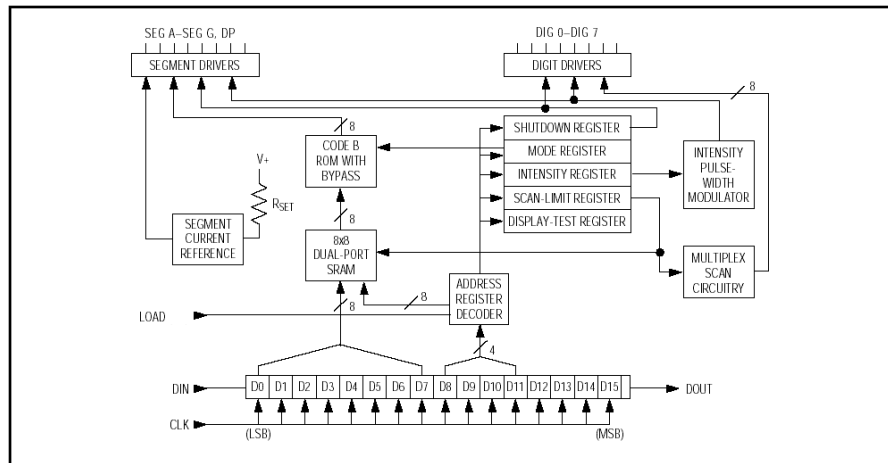 SEG A–SEG G, DP
DIG 0–DIG 7
SEGMENT DRIVERS
DIGIT DRIVERS
8
8
CODE B
ROM WITH
BYPASS
SHUTDOWN REGISTER
MODE REGISTER
INTENSITY REGISTER
SCAN-LIMIT REGISTER
DISPLAY-TEST REGISTER
INTENSITY
PULSE-
WIDTH
MODULATOR
V+
RSET
SEGMENT
CURRENT
REFERENCE
8
8x8
DUAL-PORT
SRAM
MULTIPLEX
SCAN
CIRCUITRY
ADDRESS
REGISTER
DECODER
8
8
LOAD
4
DIN
D0 D1 D2 D3 D4 D5 D6 D7 D8 D9 D10 D11 D12 D13 D14 D15
DOUT
CLK
(LSB)
(MSB)